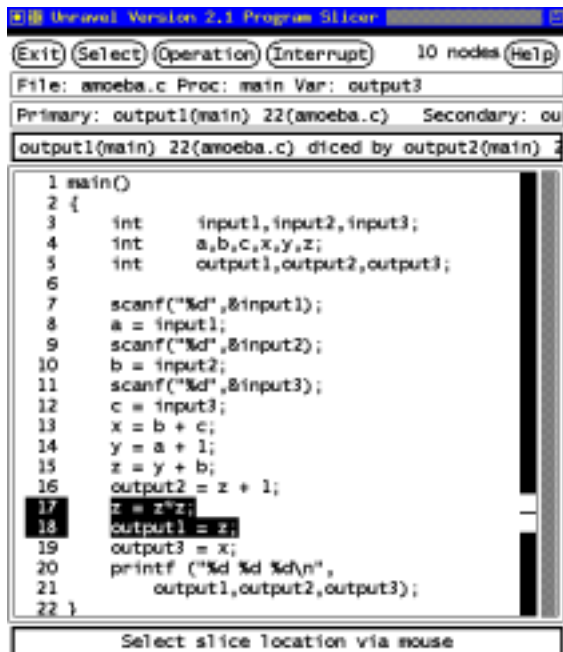 Unravel Version 2.1 Program Slicer
Exit Select Operation Interrupt 10 nodes Help
File: amoeba.c Proc: main Var: output3
Primary: output1(main) 22(amoeba.c) Secondary: ou
output1(main) 22(amoeba.c) diced by output2(main) 2
1 main()
2 {
3 int input1,input2,input3;
4 int a,b,c,x,y,z;
5 int output1,output2,output3;
6
7 scanf("%d",&input1);
8 a = input1;
9 scanf("%d",&input2);
10 b = input2;
11 scanf("%d",&input3);
12 c = input3;
13 x = b + c;
14 y = a + 1;
15 z = y + b;
16 output2 = z + 1;
17 z = z*z;
18 output1 = z;
19 output3 = x;
20 printf ("%d %d %d\n",
21 output1,output2,output3);
22 }
Select slice location via mouse